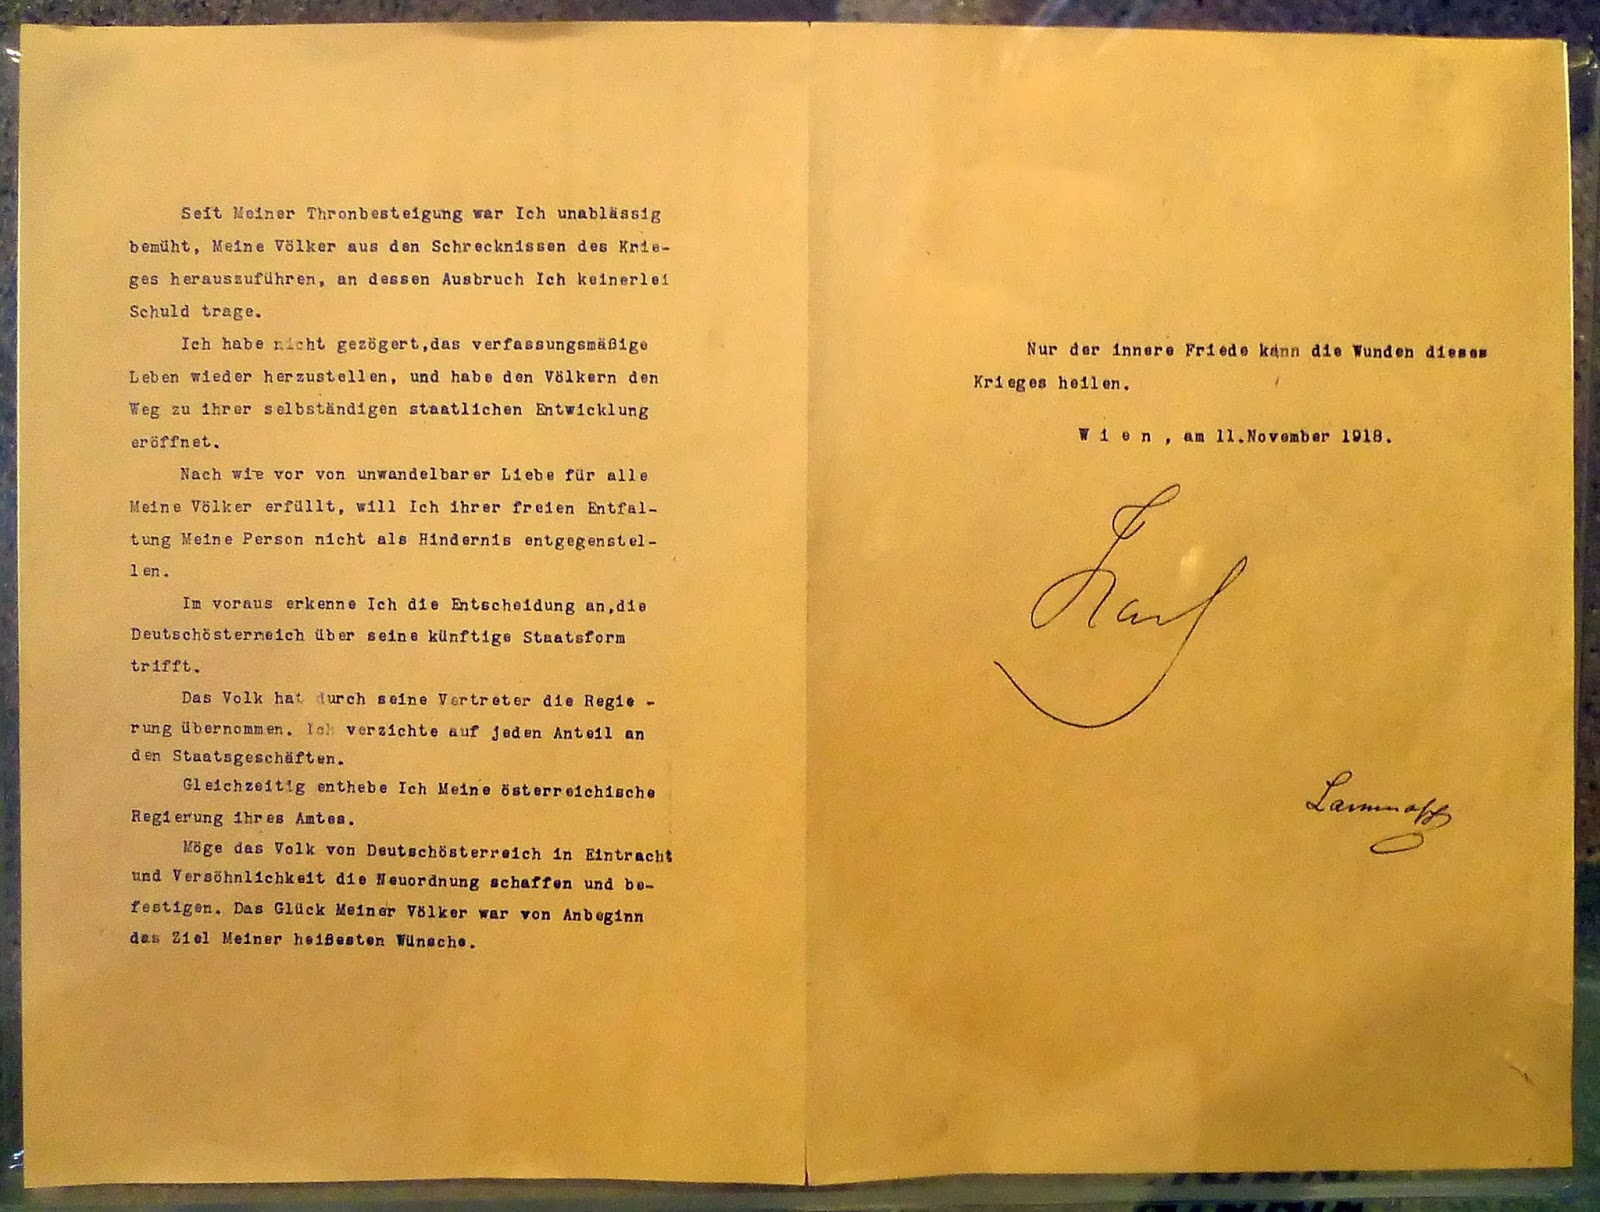 Seit Meiner Thronbesteigung war Ich unablässig
bemüht, Meine Völker aus den Schrecknissen des Krie-
ges herauszuführen, an dessen Ausbruch Ich keinerlei
Schuld trage.
Ich habe nicht gezögert,das verfassungsmäßige
Leben wieder herzustellen, und habe den Völkern den
Weg zu ihrer selbständigen staatlichen Entwicklung
eröffnet.
Nach wie vor von unwandelbarer Liebe für alle
Meine Völker erfüllt, will Ich ihrer freien Entfal-
tung Meine Person nicht als Hindernis entgegenstel-
len.
Im voraus erkenne Ich die Entscheidung an,die
Deutschösterreich über seine künftige Staatsform
trifft.
Das Volk hat durch seine Vertreter die Regie -
rung übernommen. Ich verzichte auf jeden Anteil an
den Staatsgeschäften.
Gleichzeitig enthebe Ich Meine österreichische
Regierung ihres Amtes.
Möge das Volk von Deutschösterreich in Eintracht
und Versöhnlichkeit die Neuordnung schaffen und be-
festigen. Das Glück Meiner Völker war von Anbeginn
das Ziel Meiner heißesten Wünsche.
Nur der innere Friede kann die Wunden dieses
Krieges heilen.
W i e n , am 11.November 1918.
Karl
Lammasch